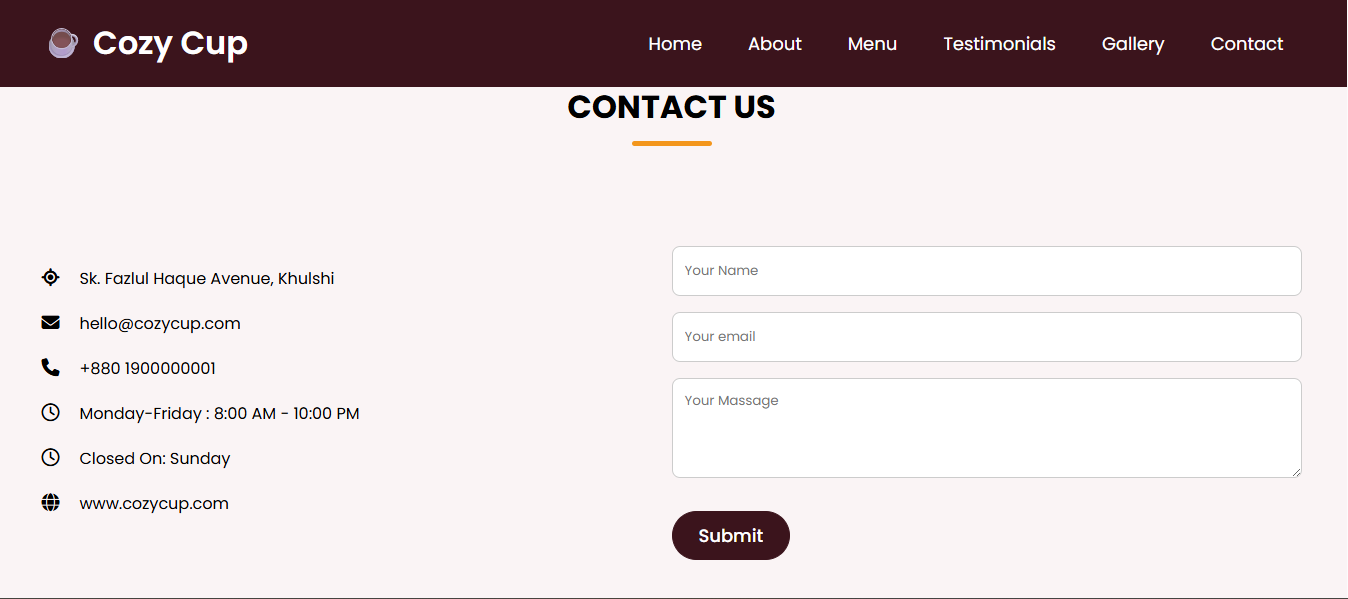 Cozy Cup
Home About Menu Testimonials Gallery Contact
CONTACT US
Sk. Fazlul Haque Avenue, Khulshi
hello@cozycup.com
+880 1900000001
Monday-Friday : 8:00 AM - 10:00 PM
Closed On: Sunday
www.cozycup.com
Your Name
Your email
Your Massage
Submit